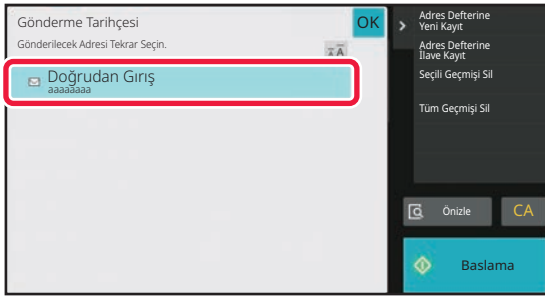 Gönderme Tarihçesi
OK
Gönderilecek Adresi Tekrar Seçin.
Doğrudan Giriş
aaaaaaaa
Adres Defterine
Yeni Kayıt
Adres Defterine
İlave Kayıt
Seçili Geçmişi Sil
Tüm Geçmişi Sil
Önizle
CA
Baslama